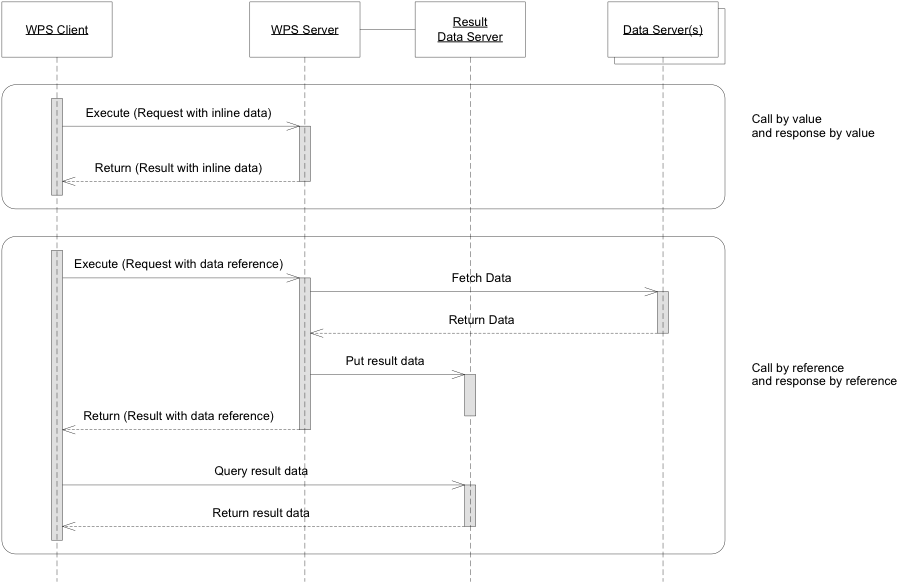 WPS Client
WPS Server
Result
Data Server
Data Server(s)
Execute (Request with inline data)
Return (Result with inline data)
Call by value
and response by value
Execute (Request with data reference)
Fetch Data
Return Data
Put result data
Return (Result with data reference)
Query result data
Return result data
Call by reference
and response by reference